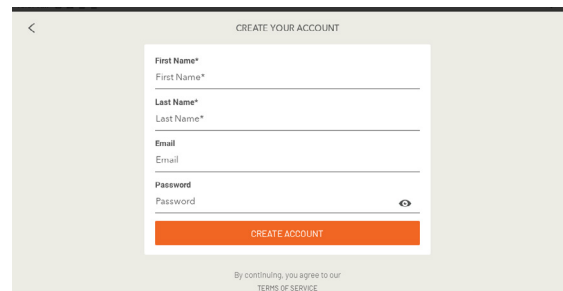 CREATE YOUR ACCOUNT
First Name*
First Name*
Last Name*
Last Name*
Email
Email
Password
Password
CREATE ACCOUNT
By continuing, you agree to our
TERMS OF SERVICE